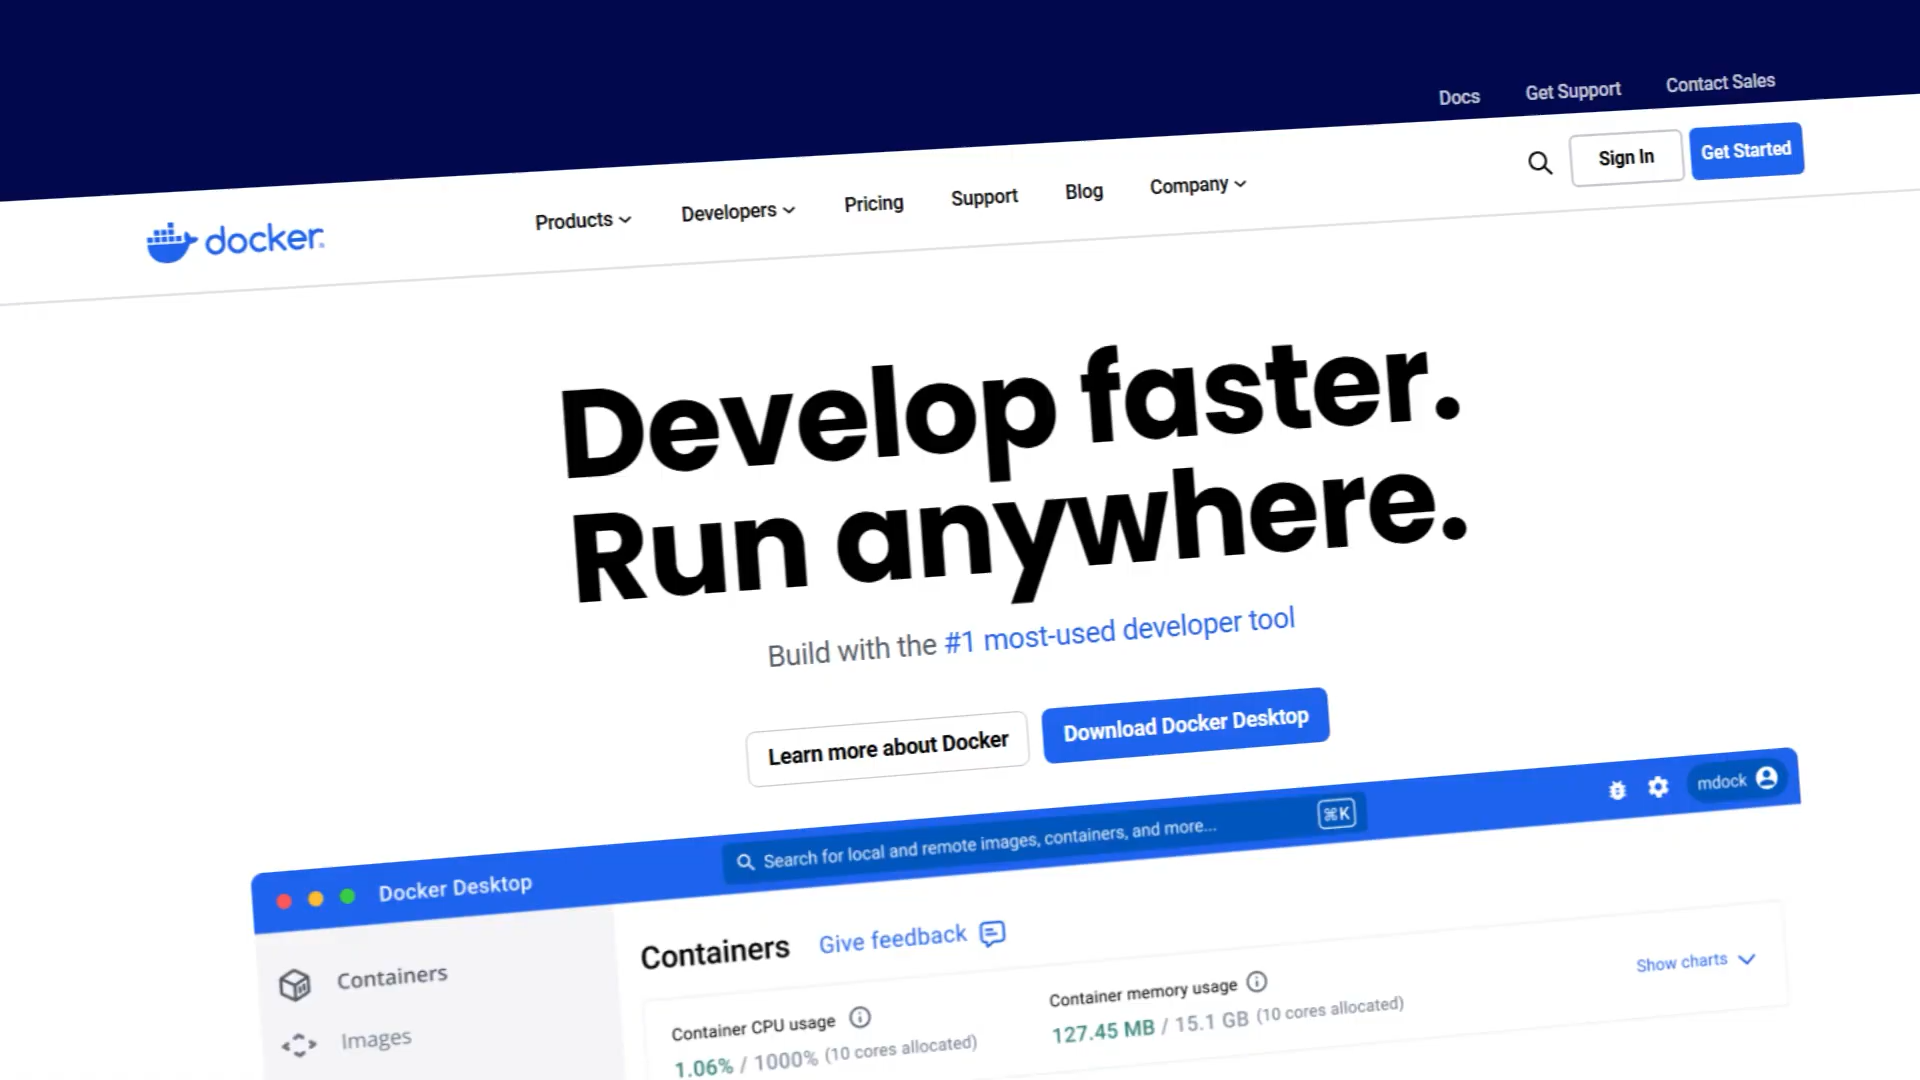 Docs Get Support Contact Sales
docker Products Developers Pricing Support Blog Company Sign In Get Started
Develop faster.
Run anywhere.
Build with the #1 most-used developer tool
Learn more about Docker Download Docker Desktop
Docker Desktop Search for local and remote images, containers, and more... ⌘K mdock
Containers Give feedback
Containers
Images
Container CPU usage
1.06% / 1000% (10 cores allocated)
Container memory usage
127.45 MB / 15.1 GB (10 cores allocated)
Show charts